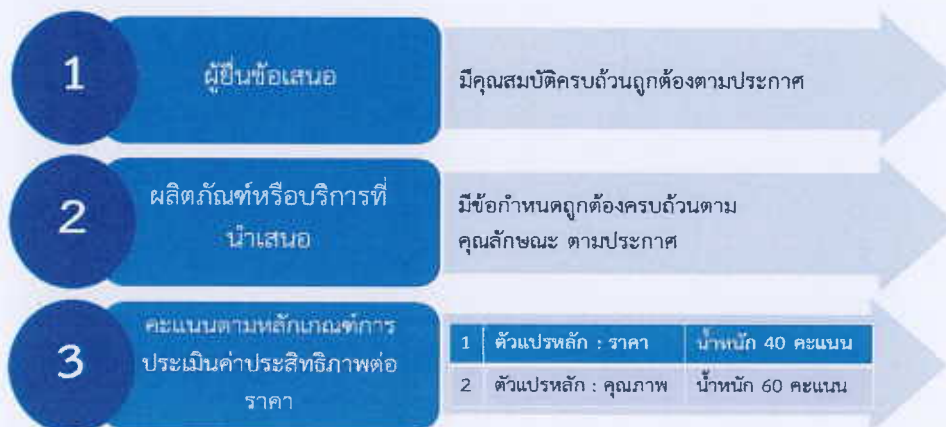 1
ผู้ยื่นข้อเสนอ
มีคุณสมบัติครบถ้วนถูกต้องตามประกาศ
2
ผลิตภัณฑ์หรือบริการที่
นำเสนอ
มีข้อกำหนดถูกต้องครบถ้วนตาม
คุณลักษณะ ตามประกาศ
3
คะแนนตามหลักเกณฑ์การ
ประเมินค่าประสิทธิภาพต่อ
ราคา
1 ตัวแปรหลัก : ราคา น้ำหนัก 40 คะแนน
2 ตัวแปรหลัก : คุณภาพ น้ำหนัก 60 คะแนน